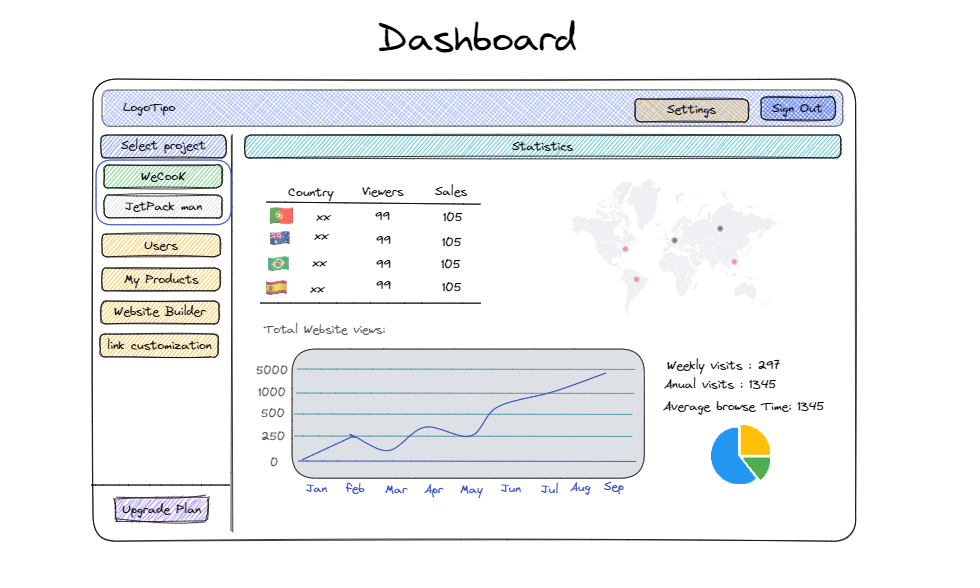 Dashboard
LogoTipo
Settings
Sign Out
Select project
WeCook
JetPack man
Users
My Products
Website Builder
link customization
Upgrade Plan
Statistics
Country Viewers Sales
xx 99 105
xx 99 105
xx 99 105
xx 99 105
Total Website views:
5000
1000
500
250
0
Jan feb Mar Apr May Jun Jul Aug Sep
Weekly visits : 297
Anual visits : 1345
Average browse Time: 1345